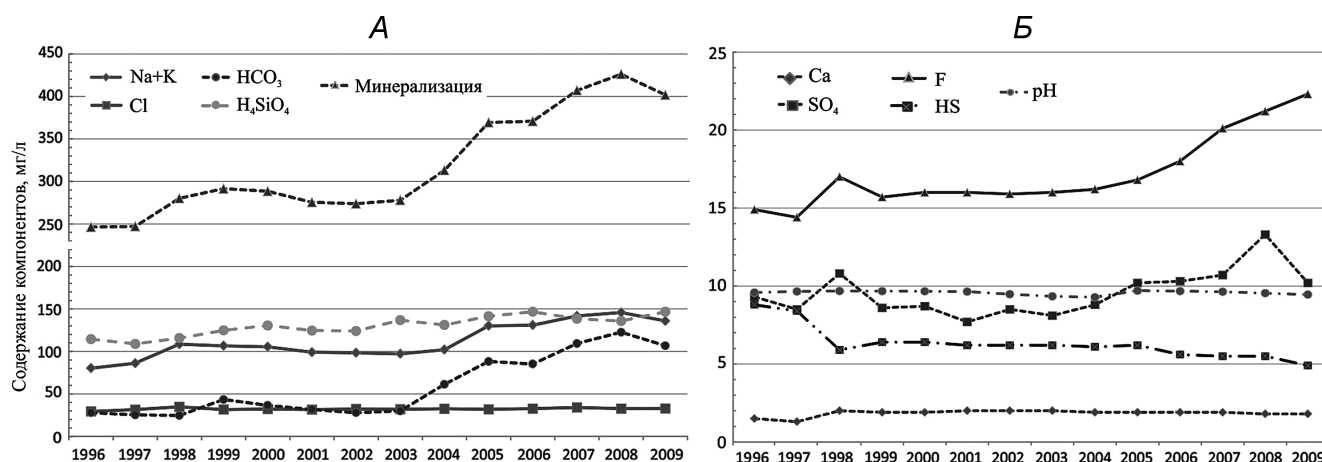 А
Б
Содержание компонентов, мг/л
450
400
350
300
250
200
150
100
50
0
Na+K
HCO₃
Минерализация
Cl
H₄SiO₄
1996 1997 1998 1999 2000 2001 2002 2003 2004 2005 2006 2007 2008 2009
25
20
15
10
5
0
Ca
F
pH
SO₄
HS
1996 1997 1998 1999 2000 2001 2002 2003 2004 2005 2006 2007 2008 2009